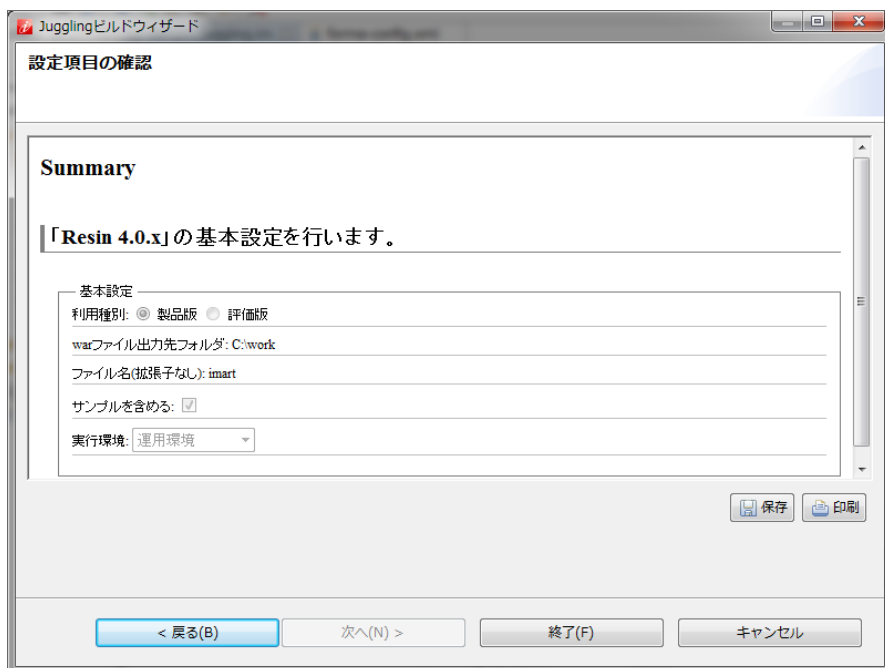 Jugglingビルドウィザード
設定項目の確認
Summary
「Resin 4.0.x」の基本設定を行います。
基本設定
利用種別: 製品版 評価版
warファイル出力先フォルダ: C:\work
ファイル名(拡張子なし): imart
サンプルを含める:
実行環境: 運用環境
保存 印刷
< 戻る(B) 次へ(N) > 終了(F) キャンセル